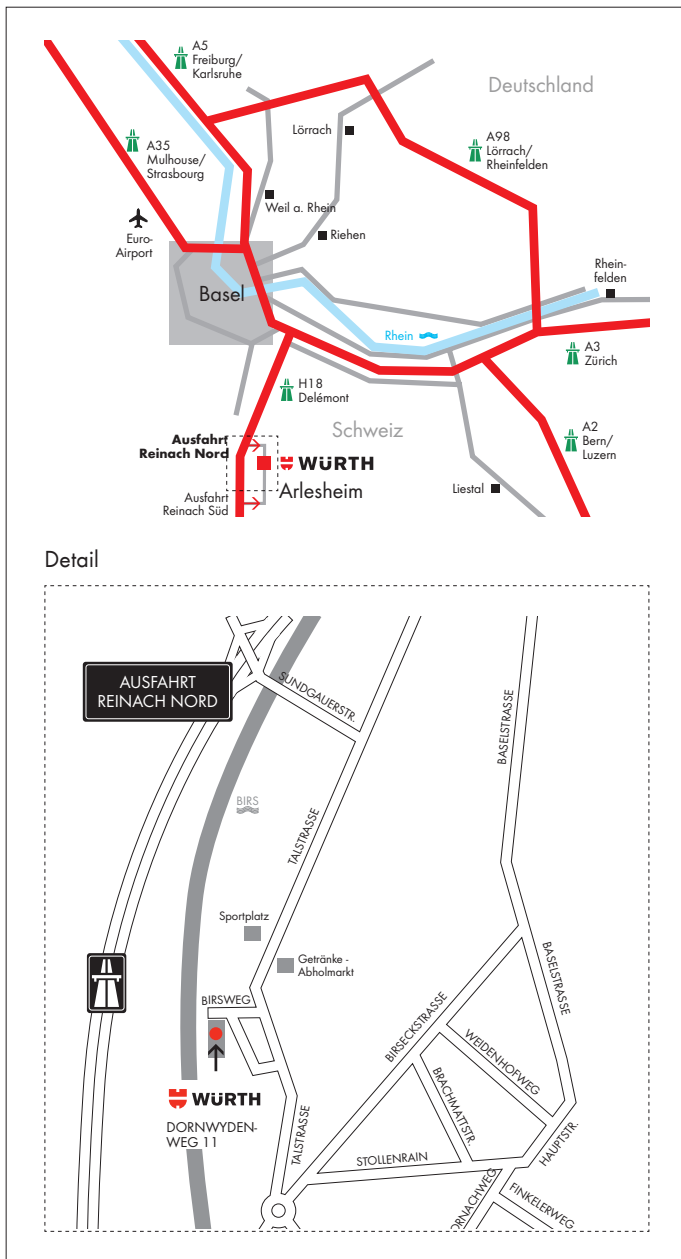 A5
Freiburg/
Karlsruhe
Deutschland
Lörrach
A98
Lörrach/
Rheinfelden
A35
Mulhouse/
Strasbourg
Weil a. Rhein
Euro-
Airport
Riehen
Rhein-
felden
Basel
Rhein
A3
Zürich
H18
Delémont
Schweiz
A2
Bern/
Luzern
Ausfahrt
Reinach Nord
WÜRTH
Arlesheim
Ausfahrt
Reinach Süd
Liestal
Detail
AUSFAHRT
REINACH NORD
SUNDGAUERSTR.
BASELSTRASSE
BIRS
TALSTRASSE
Sportplatz
Getränke -
Abholmarkt
BASELSTRASSE
BIRSWEG
BIRSECKSTRASSE
WEIDENHOFWEG
BRACHMATTSTR.
WÜRTH
DORNWYDEN-
WEG 11
TALSTRASSE
STOLLENRAIN
HAUPTSTR.
ORNACHWEG
FINKELERWEG